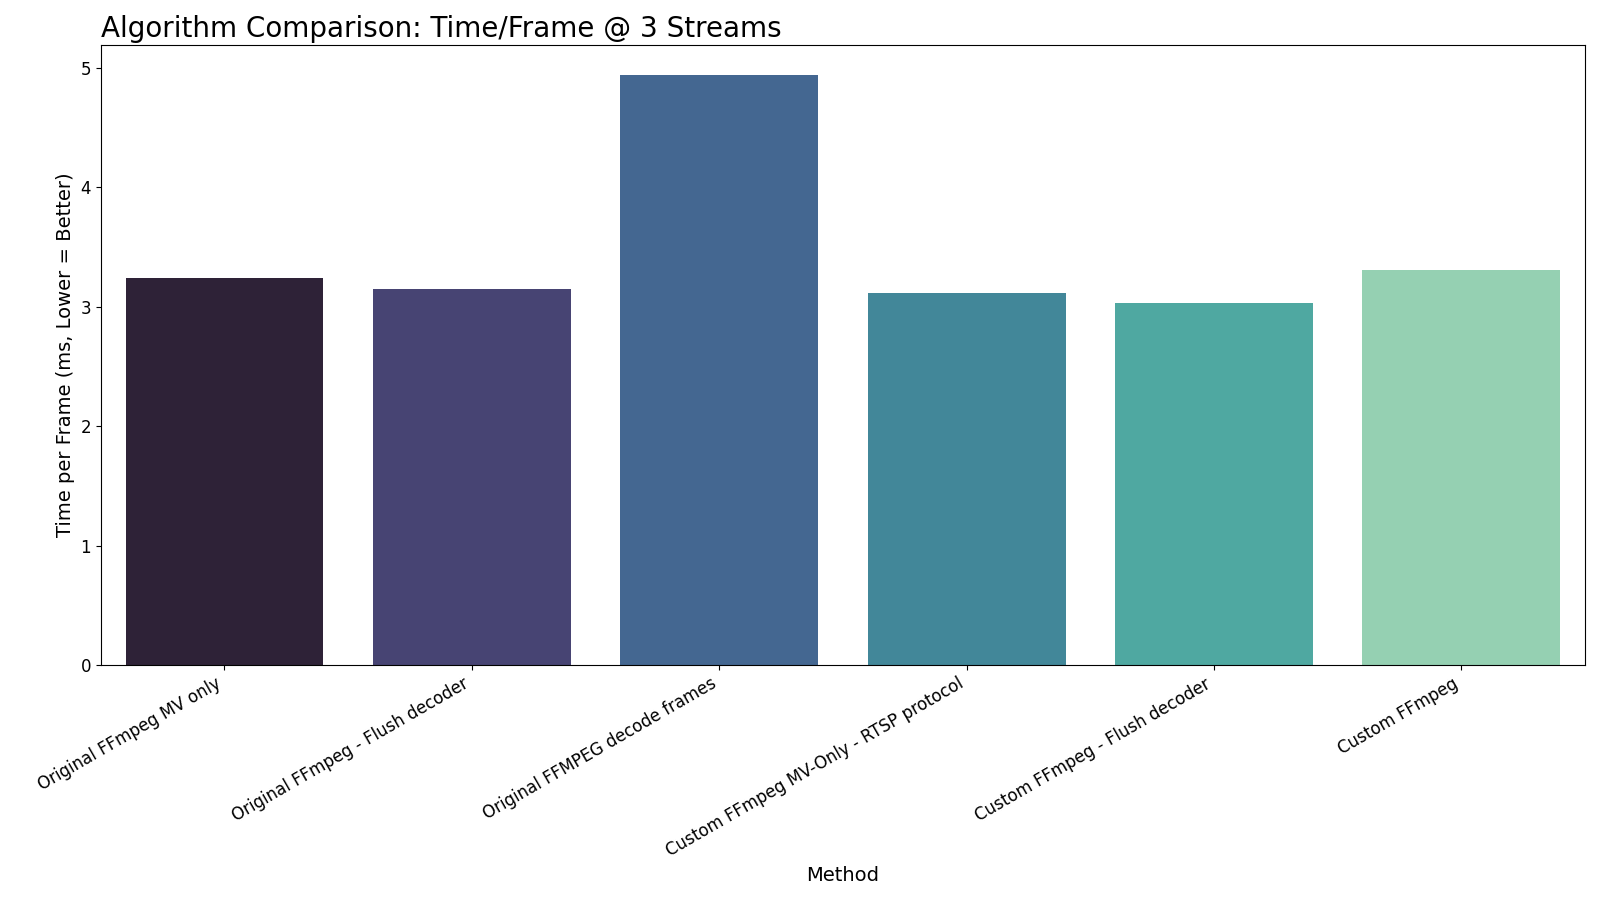 Algorithm Comparison: Time/Frame @ 3 Streams
Time per Frame (ms, Lower = Better)
5
4
3
2
1
0
Original FFmpeg MV only
Original FFmpeg - Flush decoder
Original FFMPEG decode frames
Custom FFmpeg MV-Only - RTSP protocol
Custom FFmpeg - Flush decoder
Custom FFmpeg
Method